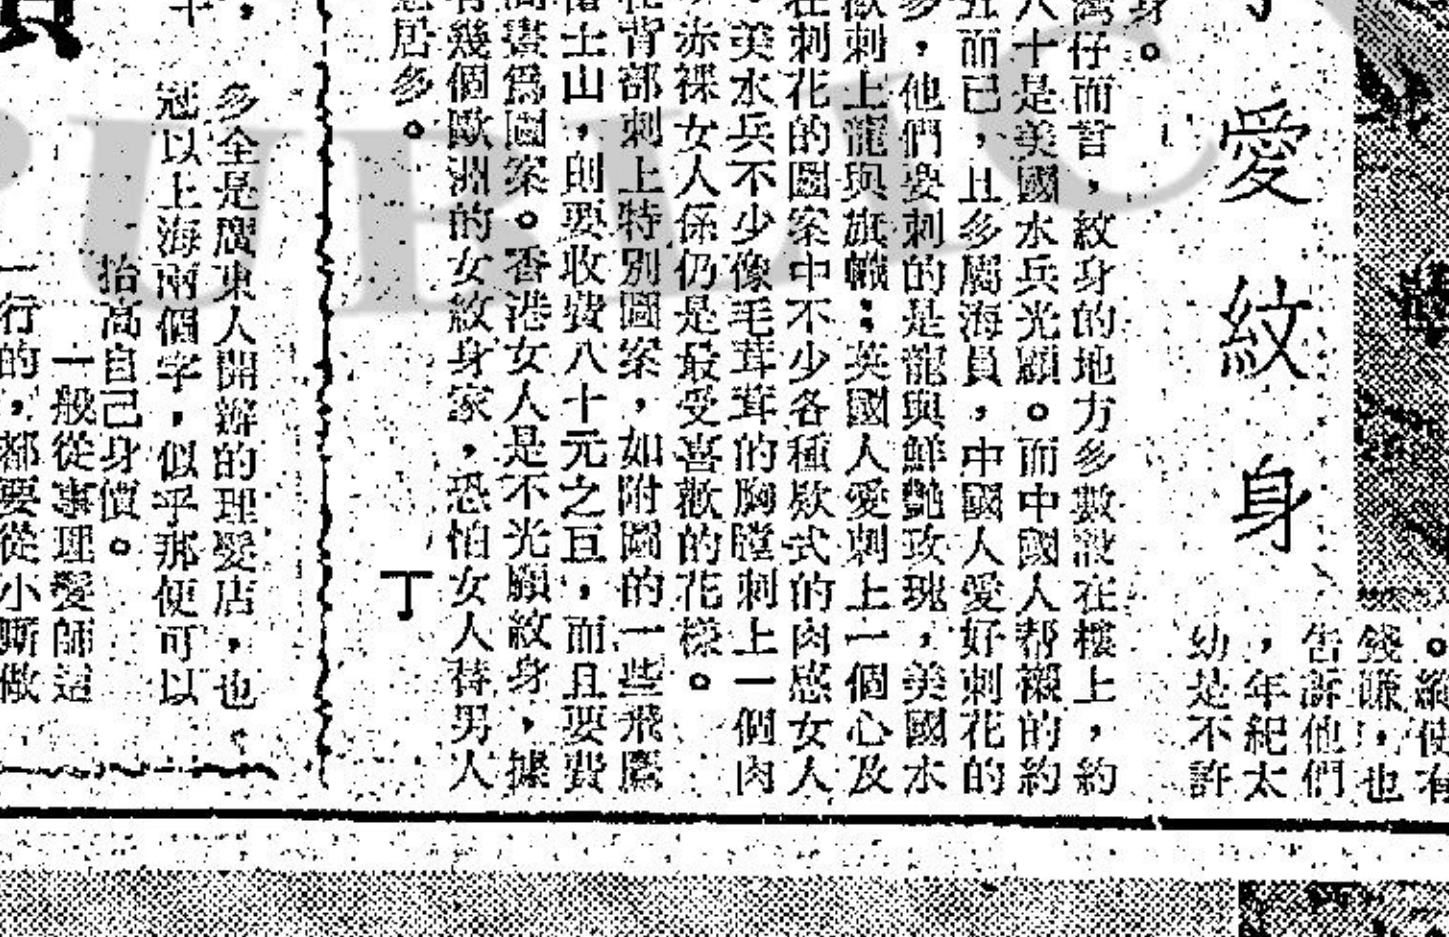 愛紋身
。縱使有
錢賺，也
告訴他們
，年紀太
幼是不許
身。
灣仔而言，紋身的地方多數設在樓上，約
八十是美國水兵光顧。而中國人帮襯的約
五而已，且多屬海員，中國人愛好刺花的
多，他們要刺的是龍與鮮艷玫瑰，美國水
歡刺上龍與旗幟；英國人愛刺上一個心及
在刺花的圖案中不少各種欵式的肉感女人
。美水兵不少像毛茸茸的胸膛刺上一個肉
赤裸女人係仍是最受喜歡的花樣。
在背部刺上特別圖案，如附圖的一些飛鷹
富士山，則要收費八十元之巨，而且要費
畫為圖案。香港女人是不光顧紋身，據
有幾個歐洲的女紋身家，恐怕女人替男人
居多。
丁
多全是廣東人開辦的理髮店，也
冠以上海兩個字，似乎那便可以
抬高自己身價。
一般從事理髮師這
一行的，都要從小廝做